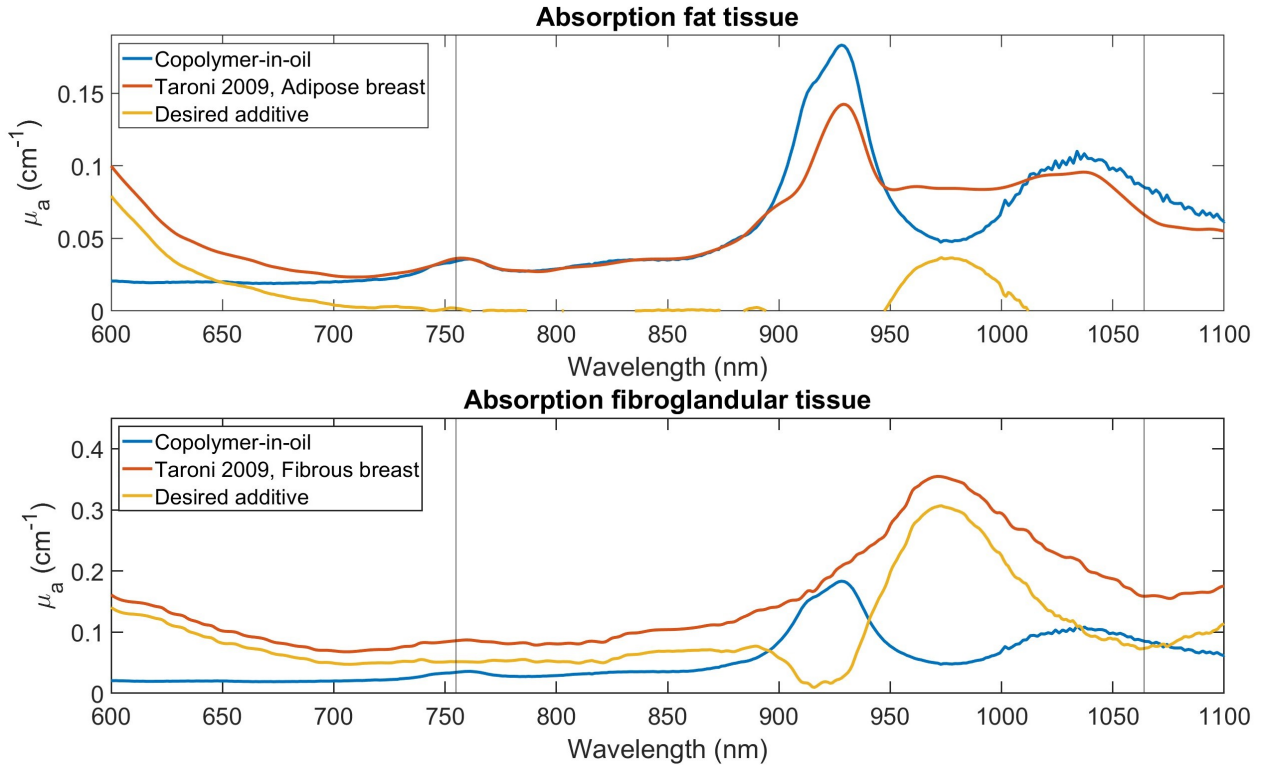 Absorption fat tissue
Copolymer-in-oil
Taroni 2009, Adipose breast
Desired additive
μa (cm-1)
0.15
0.1
0.05
0
600 650 700 750 800 850 900 950 1000 1050 1100
Wavelength (nm)
Absorption fibroglandular tissue
Copolymer-in-oil
Taroni 2009, Fibrous breast
Desired additive
μa (cm-1)
0.4
0.3
0.2
0.1
0
600 650 700 750 800 850 900 950 1000 1050 1100
Wavelength (nm)